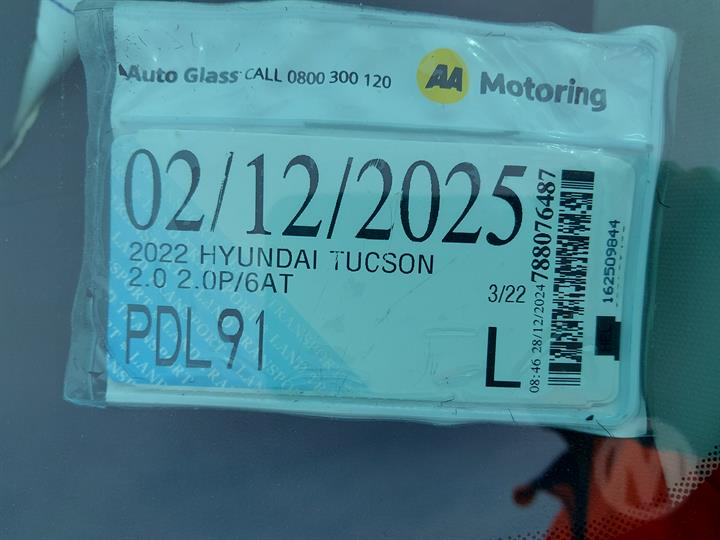 Auto Glass CALL 0800 300 120
AA Motoring
02/12/2025
2022 HYUNDAI TUCSON
2.0 2.0P/6AT
3/22
PDL91
L
08:46 28/12/2024 788076487
162509844
M